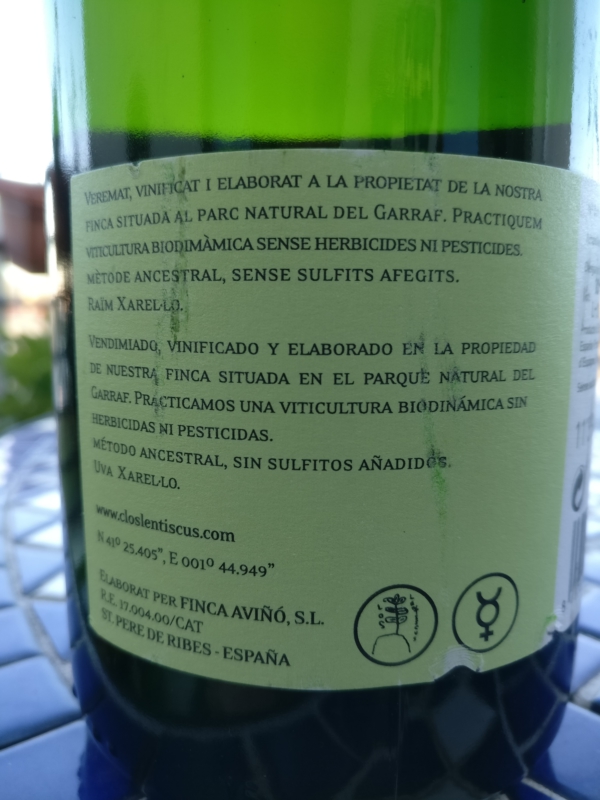 VEREMAT, VINIFICAT I ELABORAT A LA PROPIETAT DE LA NOSTRA
FINCA SITUADA AL PARC NATURAL DEL GARRAF. PRACTIQUEM
VITICULTURA BIODIMÀMICA SENSE HERBICIDES NI PESTICIDES.
MÈTODE ANCESTRAL, SENSE SULFITS AFEGITS.
RAÏM XAREL·LO.
VENDIMIADO, VINIFICADO Y ELABORADO EN LA PROPIEDAD
DE NUESTRA FINCA SITUADA EN EL PARQUE NATURAL DEL
GARRAF. PRACTICAMOS UNA VITICULTURA BIODINÁMICA SIN
HERBICIDAS NI PESTICIDAS.
MÉTODO ANCESTRAL, SIN SULFITOS AÑADIDOS.
UVA XAREL·LO.
www.closlentiscus.com
N 41º 25.405", E 001º 44.949"
ELABORAT PER FINCA AVIÑÓ, S.L.
R.E. 17.004.00/CAT
ST. PERE DE RIBES - ESPAÑA